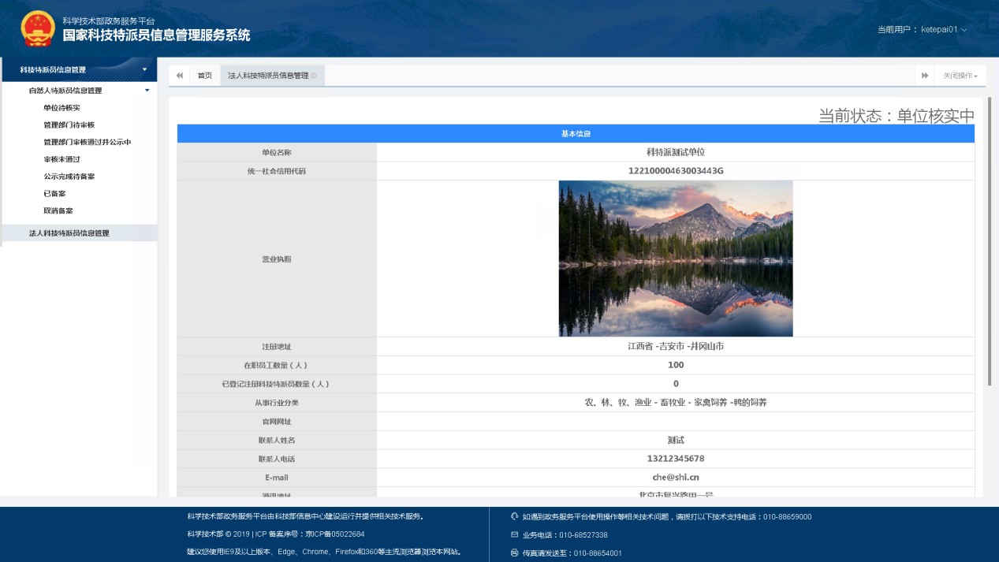 科学技术部政务服务平台
国家科技特派员信息管理服务系统
当前用户： ketepai01
科技特派员信息管理
自然人特派员信息管理
单位待核实
管理部门待审核
管理部门审核通过并公示中
审核未通过
公示完成待备案
已备案
取消备案
法人科技特派员信息管理
首页 法人科技特派员信息管理 关闭操作
当前状态：单位核实中
基本信息
单位名称 科特派测试单位
统一社会信用代码 12210000463003443G
营业执照
注册地址 江西省 -吉安市 -井冈山市
在职员工数量（人） 100
已登记注册科技特派员数量（人） 0
从事行业分类 农、林、牧、渔业 - 畜牧业 - 家禽饲养 -鸭的饲养
官网网址
联系人姓名 测试
联系人电话 13212345678
E-mail che@shi.cn
通讯地址 北京市复兴路甲一号
科学技术部政务服务平台由科技部信息中心建设运行并提供相关技术服务。
科学技术部 © 2019 | ICP 备案序号：京ICP备05022684
建议您使用IE9及以上版本、Edge、Chrome、Firefox和360等主流浏览器浏览本网站。
如遇到政务服务平台使用操作等相关技术问题，请拨打以下技术支持电话：010-88659000
业务电话：010-68527338
传真请发送至：010-88654001